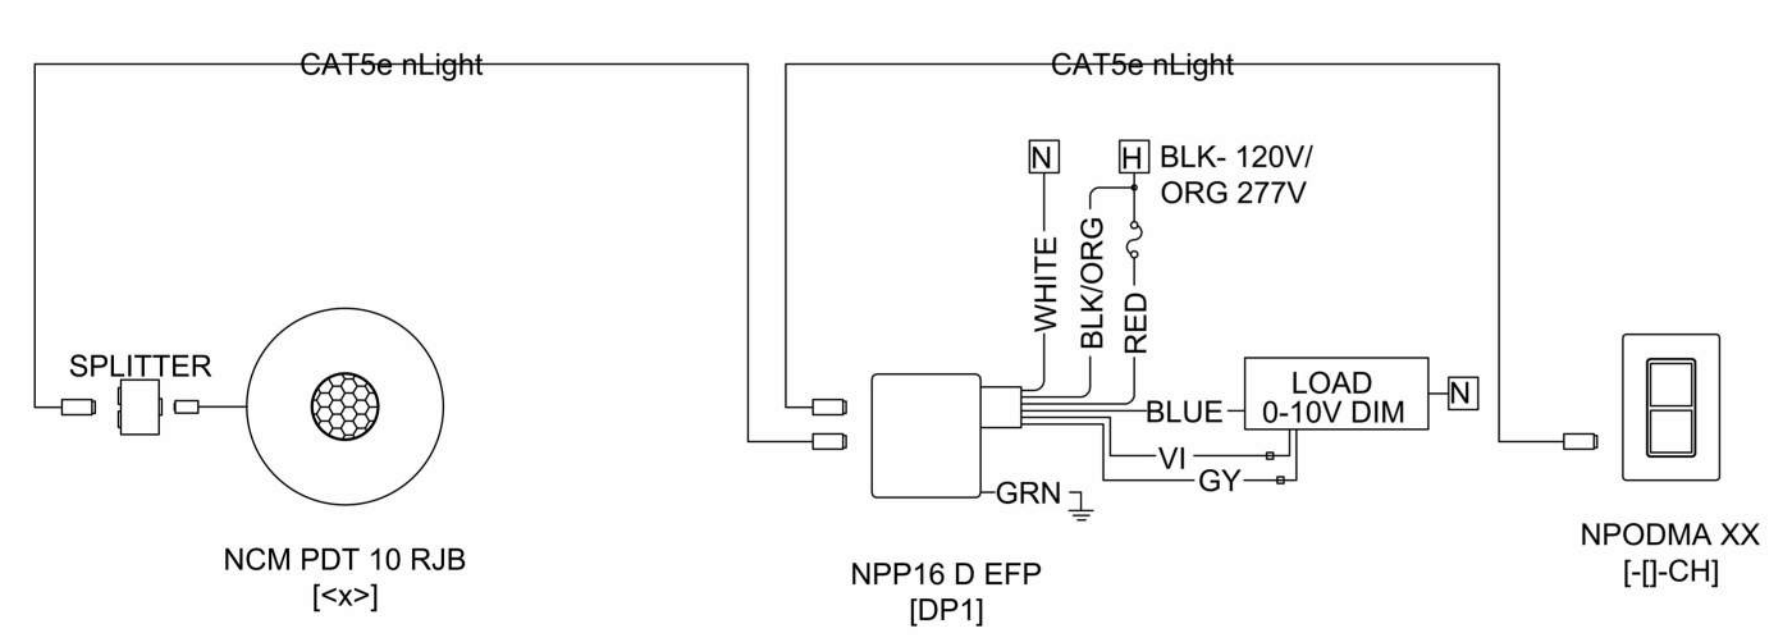 CAT5e nLight
CAT5e nLight
N
H
BLK- 120V/
ORG 277V
WHITE
BLK/ORG
RED
SPLITTER
LOAD
0-10V DIM
N
BLUE
VI
GY
GRN
NCM PDT 10 RJB
[<x>]
NPP16 D EFP
[DP1]
NPODMA XX
[-[]-CH]